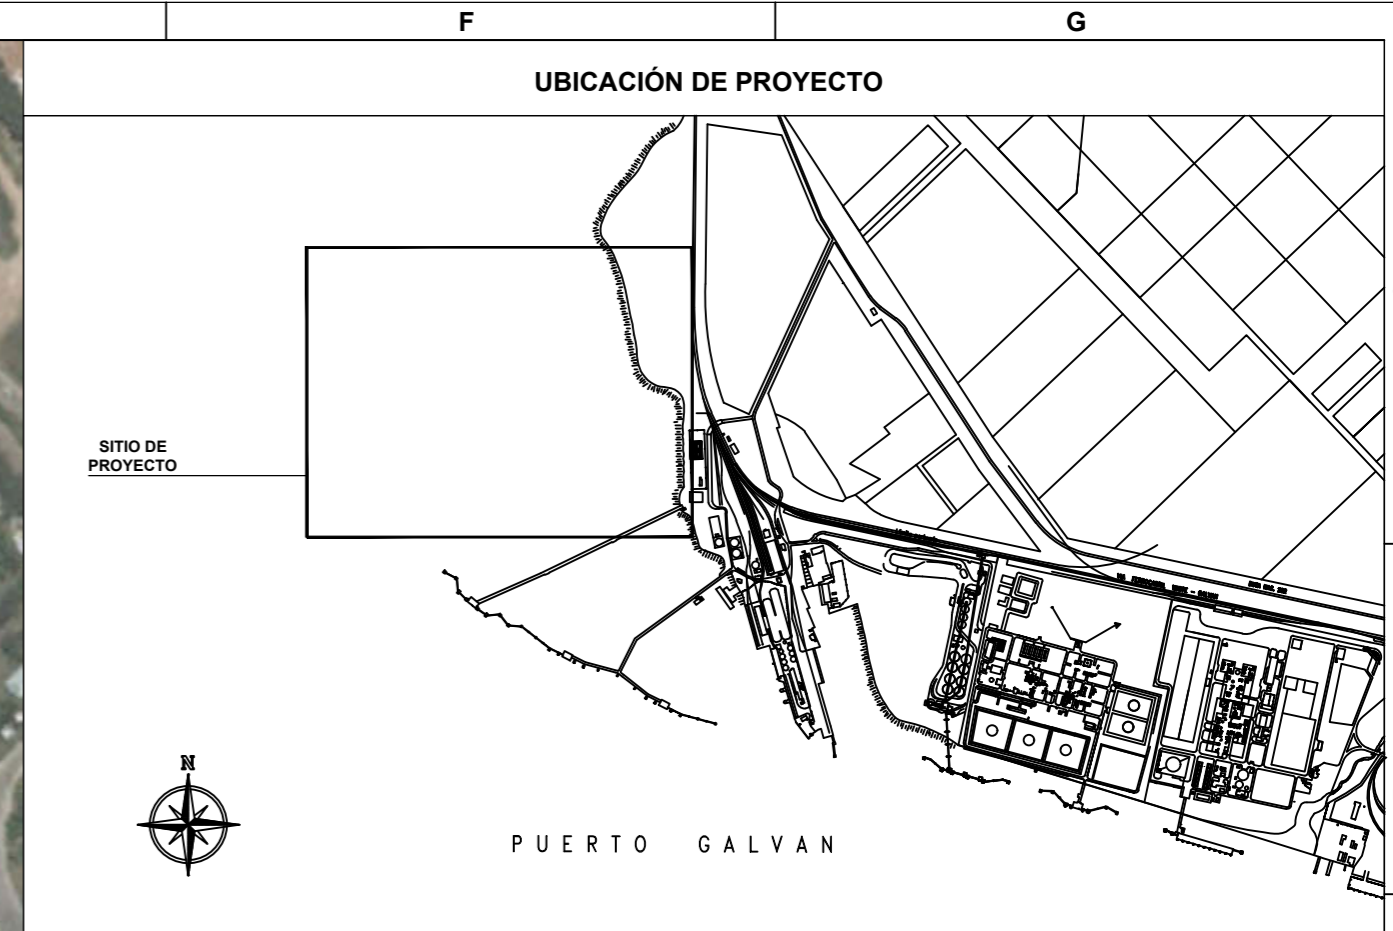 F
G
UBICACIÓN DE PROYECTO
SITIO DE
PROYECTO
N
PUERTO GALVAN